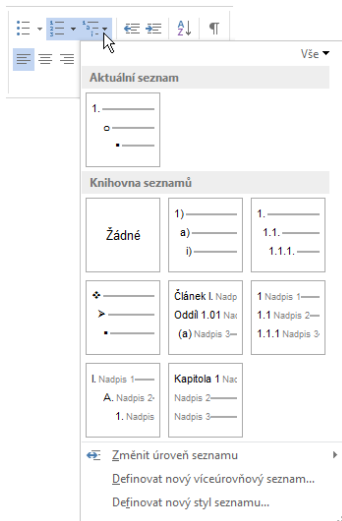 Vše
Aktuální seznam
1.
Knihovna seznamů
Žádné
1)
a)
i)
1.
1.1.
1.1.1.
Článek I. Nadp
Oddíl 1.01 Nad
(a) Nadpis 3
1 Nadpis 1
1.1 Nadpis 2
1.1.1 Nadpis 3
I. Nadpis 1
A. Nadpis 2
1. Nadpis
Kapitola 1 Nad
Nadpis 2
Nadpis 3
Změnit úroveň seznamu
Definovat nový víceúrovňový seznam...
Definovat nový styl seznamu...